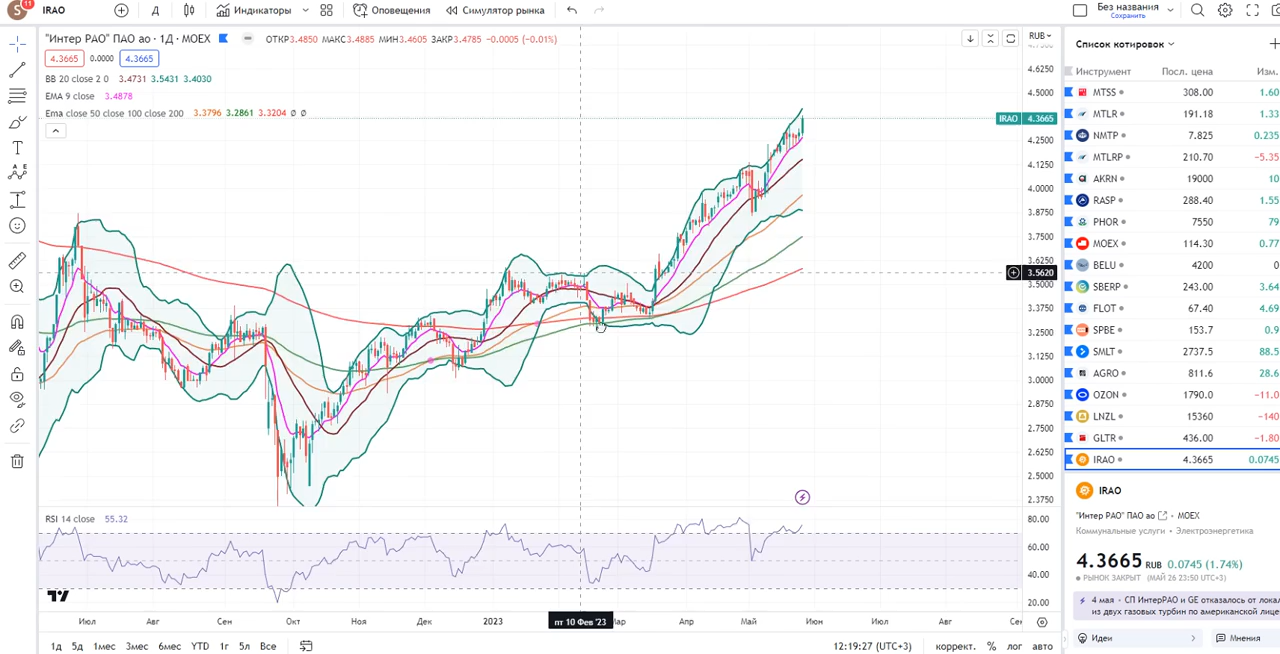 S 11 IRAO Д Индикаторы Оповещения Симулятор рынка Без названия
Сохранить
"Интер РАО" ПАО ао · 1Д · MOEX ОТКР3.4850 МАКС3.4885 МИН3.4605 ЗАКР3.4785 -0.0005 (-0.01%)
4.3665 0.0000 4.3665
BB 20 close 2 0 3.4731 3.5431 3.4030
EMA 9 close 3.4878
Ema close 50 close 100 close 200 3.3796 3.2861 3.3204 Ø Ø
RUB
4.6250
4.5000
IRAO 4.3665
4.2500
4.1250
4.0000
3.8750
3.7500
3.6250
3.5620
3.5000
3.3750
3.2500
3.1250
3.0000
2.8750
2.7500
2.6250
2.5000
2.3750
RSI 14 close 55.32
80.00
60.00
40.00
20.00
Июл Авг Сен Окт Ноя Дек 2023 пт 10 Фев '23 Мар Апр Май Июн Июл Авг Сен
1д 5д 1мес 3мес 6мес YTD 1г 5л Все 12:19:27 (UTC+3) коррект. % лог авто
Список котировок
Инструмент Посл. цена Изм.
MTSS 308.00 1.60
MTLR 191.18 1.33
NMTP 7.825 0.235
MTLRP 210.70 −5.35
AKRN 19000 10
RASP 288.40 1.55
PHOR 7550 79
MOEX 114.30 0.77
BELU 4200 0
SBERP 243.00 3.64
FLOT 67.40 4.69
SPBE 153.7 0.9
SMLT 2737.5 88.5
AGRO 811.6 28.6
OZON 1790.0 −11.0
LNZL 15360 −140
GLTR 436.00 −1.80
IRAO 4.3665 0.0745
IRAO
"Интер РАО" ПАО ао · MOEX
Коммунальные услуги • Электроэнергетика
4.3665 RUB 0.0745 (1.74%)
РЫНОК ЗАКРЫТ (МАЙ 26 23:50 UTC+3)
4 мая • СП ИнтерРАО и GE отказалось от локал
из двух газовых турбин по американской лице
Идеи Мнения